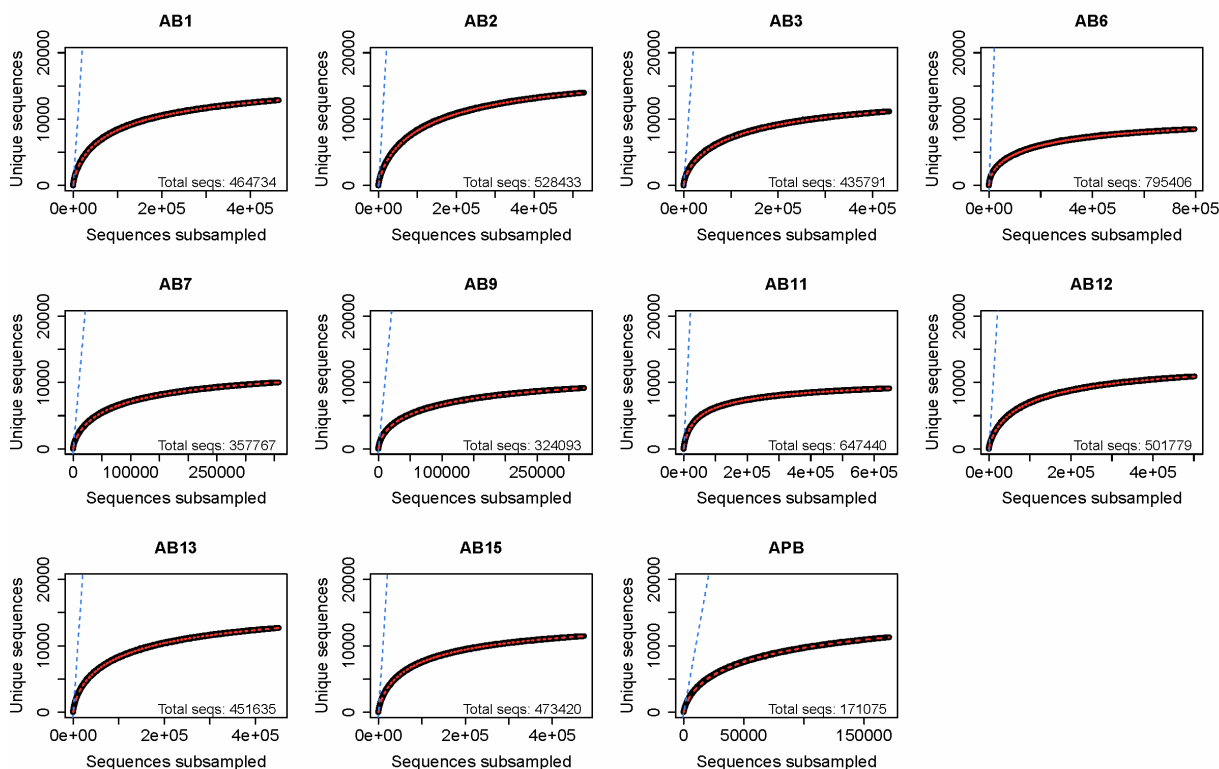 AB1 AB2 AB3 AB6
Unique sequences Unique sequences Unique sequences Unique sequences
20000 20000 20000 20000
10000 10000 10000 10000
0 0 0 0
Total seqs: 464734 Total seqs: 528433 Total seqs: 435791 Total seqs: 795406
0e+00 2e+05 4e+05 0e+00 2e+05 4e+05 0e+00 2e+05 4e+05 0e+00 4e+05 8e+05
Sequences subsampled Sequences subsampled Sequences subsampled Sequences subsampled
AB7 AB9 AB11 AB12
Unique sequences Unique sequences Unique sequences Unique sequences
20000 20000 20000 20000
10000 10000 10000 10000
0 0 0 0
Total seqs: 357767 Total seqs: 324093 Total seqs: 647440 Total seqs: 501779
0 100000 250000 0 100000 250000 0e+00 2e+05 4e+05 6e+05 0e+00 2e+05 4e+05
Sequences subsampled Sequences subsampled Sequences subsampled Sequences subsampled
AB13 AB15 APB
Unique sequences Unique sequences Unique sequences
20000 20000 20000
10000 10000 10000
0 0 0
Total seqs: 451635 Total seqs: 473420 Total seqs: 171075
0e+00 2e+05 4e+05 0e+00 2e+05 4e+05 0 50000 150000
Sequences subsampled Sequences subsampled Sequences subsampled